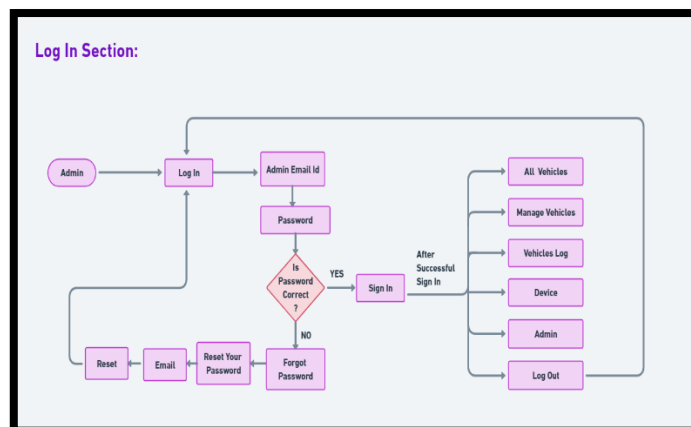 Log In Section:
Admin
Log In
Admin Email Id
Password
Is
Password
Correct
?
YES
NO
Sign In
After
Successful
Sign In
All Vehicles
Manage Vehicles
Vehicles Log
Device
Admin
Log Out
Forgot
Password
Reset Your
Password
Email
Reset